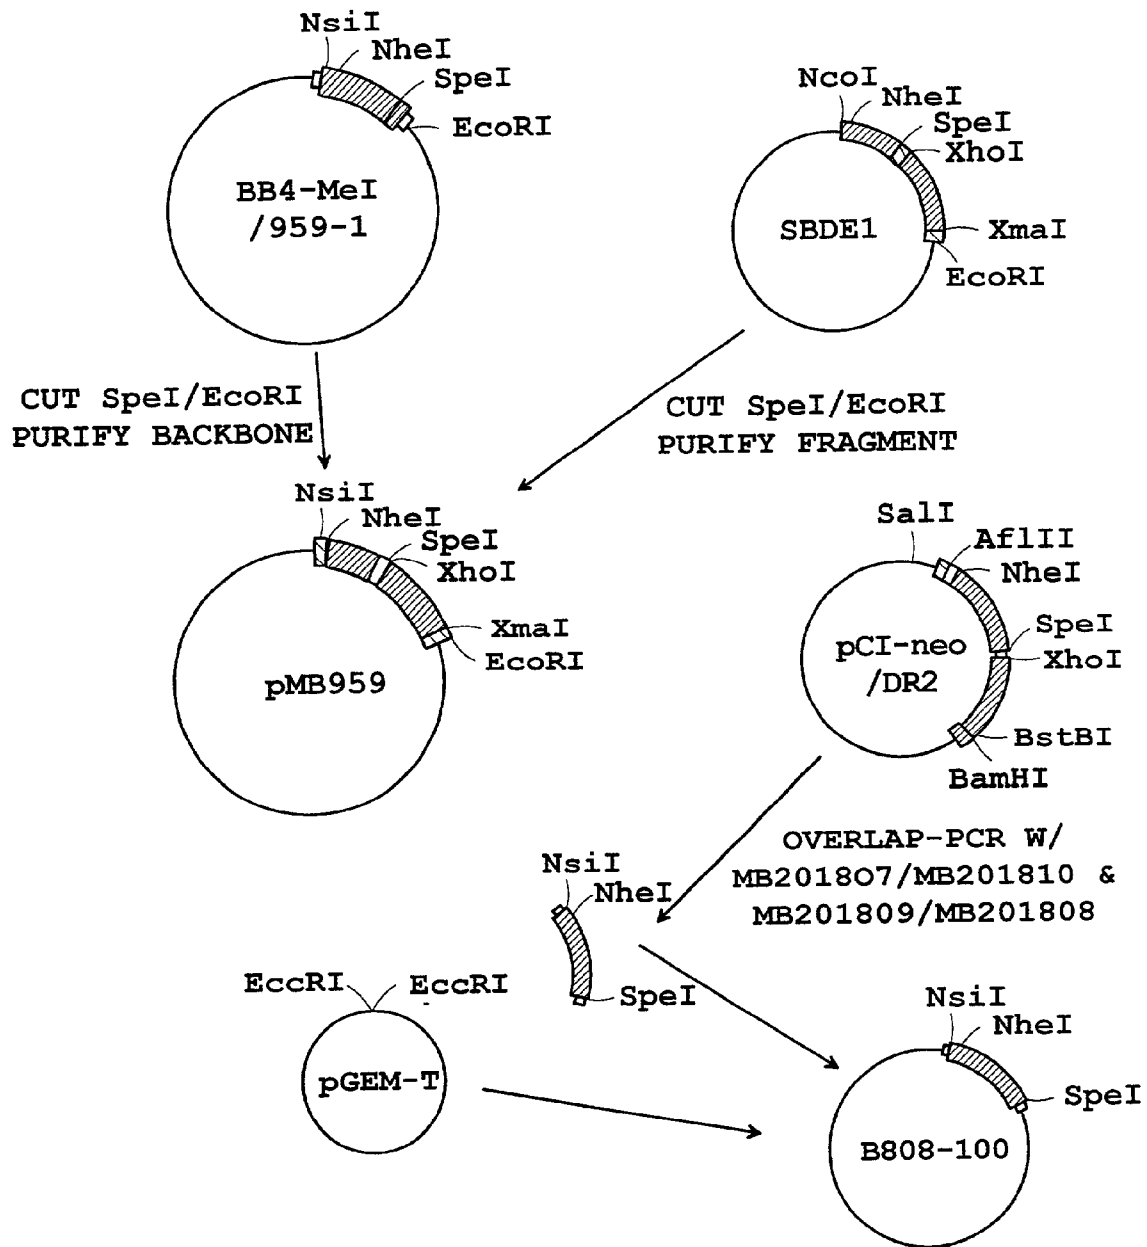 NsiI
NheI
SpeI
EcoRI
BB4-MeI
/959-1
NcoI
NheI
SpeI
XhoI
XmaI
EcoRI
SBDE1
CUT SpeI/EcoRI
PURIFY BACKBONE
CUT SpeI/EcoRI
PURIFY FRAGMENT
NsiI
NheI
SpeI
XhoI
XmaI
EcoRI
pMB959
SalI
AflII
NheI
SpeI
XhoI
BstBI
BamHI
pCI-neo
/DR2
OVERLAP-PCR W/
MB2018O7/MB201810 &
MB201809/MB201808
NsiI
NheI
SpeI
EccRI
EccRI
pGEM-T
NsiI
NheI
SpeI
B808-100